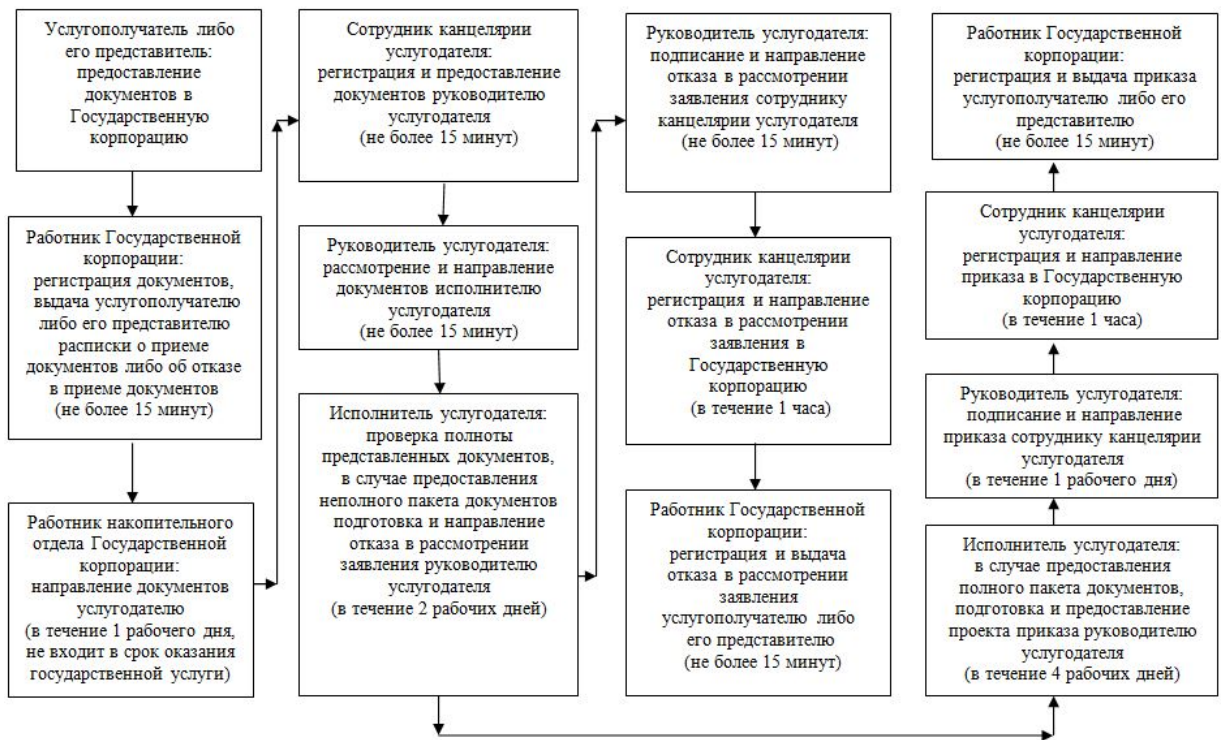 Услугополучатель либо
его представитель:
предоставление
документов в
Государственную
корпорацию
Работник Государственной
корпорации:
регистрация документов,
выдача услугополучателю
либо его представителю
расписки о приеме
документов либо об отказе
в приеме документов
(не более 15 минут)
Работник накопительного
отдела Государственной
корпорации:
направление документов
услугодателю
(в течение 1 рабочего дня,
не входит в срок оказания
государственной услуги)
Сотрудник канцелярии
услугодателя:
регистрация и предоставление
документов руководителю
услугодателя
(не более 15 минут)
Руководитель услугодателя:
рассмотрение и направление
документов исполнителю
услугодателя
(не более 15 минут)
Исполнитель услугодателя:
проверка полноты
представленных документов,
в случае предоставления
неполного пакета документов
подготовка и направление
отказа в рассмотрении
заявления руководителю
услугодателя
(в течение 2 рабочих дней)
Руководитель услугодателя:
подписание и направление
отказа в рассмотрении
заявления сотруднику
канцелярии услугодателя
(не более 15 минут)
Сотрудник канцелярии
услугодателя:
регистрация и направление
отказа в рассмотрении
заявления в
Государственную
корпорацию
(в течение 1 часа)
Работник Государственной
корпорации:
регистрация и выдача
отказа в рассмотрении
заявления
услугополучателю либо
его представителю
(не более 15 минут)
Работник Государственной
корпорации:
регистрация и выдача приказа
услугополучателю либо его
представителю
(не более 15 минут)
Сотрудник канцелярии
услугодателя:
регистрация и направление
приказа в Государственную
корпорацию
(в течение 1 часа)
Руководитель услугодателя:
подписание и направление
приказа сотруднику канцелярии
услугодателя
(в течение 1 рабочего дня)
Исполнитель услугодателя:
в случае предоставления
полного пакета документов,
подготовка и предоставление
проекта приказа руководителю
услугодателя
(в течение 4 рабочих дней)